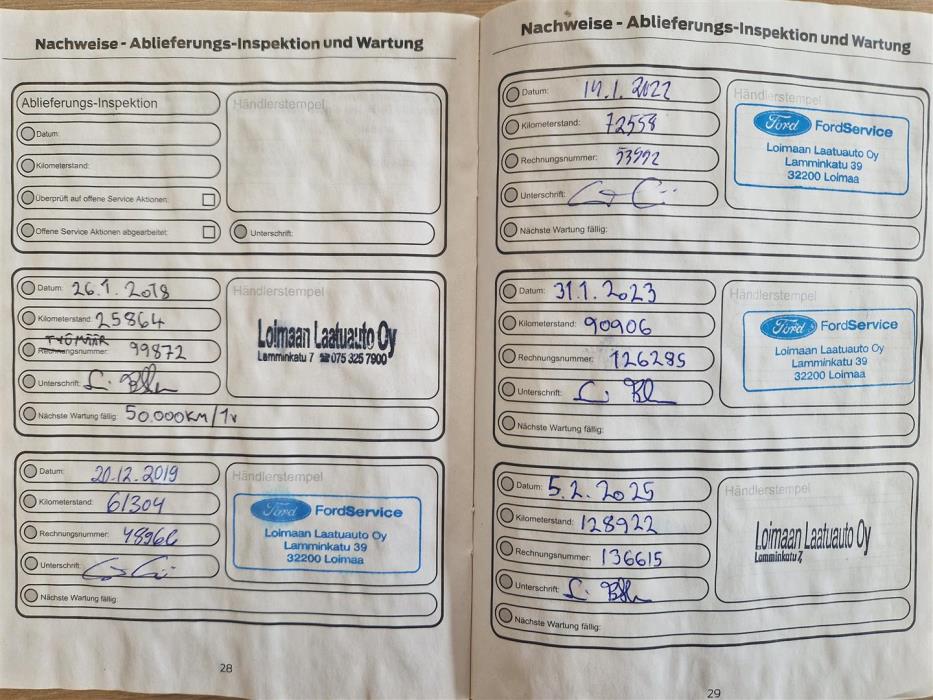 Nachweise - Ablieferungs-Inspektion und Wartung
Ablieferungs-Inspektion
Händlerstempel
Datum:
Kilometerstand:
Überprüft auf offene Service Aktionen:
Offene Service Aktionen abgearbeitet:
Unterschrift:
Datum: 26.1.2018
Händlerstempel
Kilometerstand: 25864
TYÖMÄÄR
Rechnungsnummer: 99872
Loimaan Laatuauto Oy
Lamminkatu 7 ☎075 325 7900
Unterschrift:
Nächste Wartung fällig: 50.000KM/1v
Datum: 20.12.2019
Händlerstempel
Kilometerstand: 61304
Ford FordService
Rechnungsnummer: 48966
Loimaan Laatuauto Oy
Lamminkatu 39
32200 Loimaa
Unterschrift:
Nächste Wartung fällig:
28
Nachweise - Ablieferungs-Inspektion und Wartung
Datum: 2022
Händlerstempel
Kilometerstand: 72558
Ford FordService
Rechnungsnummer: 53992
Loimaan Laatuauto Oy
Lamminkatu 39
32200 Loimaa
Unterschrift:
Nächste Wartung fällig:
Datum: 31.1.2023
Händlerstempel
Kilometerstand: 90906
Ford FordService
Rechnungsnummer: 126285
Loimaan Laatuauto Oy
Lamminkatu 39
32200 Loimaa
Unterschrift:
Nächste Wartung fällig:
Datum: 5.2.2025
Händlerstempel
Kilometerstand: 128922
Rechnungsnummer: 136615
Loimaan Laatuauto Oy
Lamminkatu 7,
Unterschrift:
Nächste Wartung fällig:
29